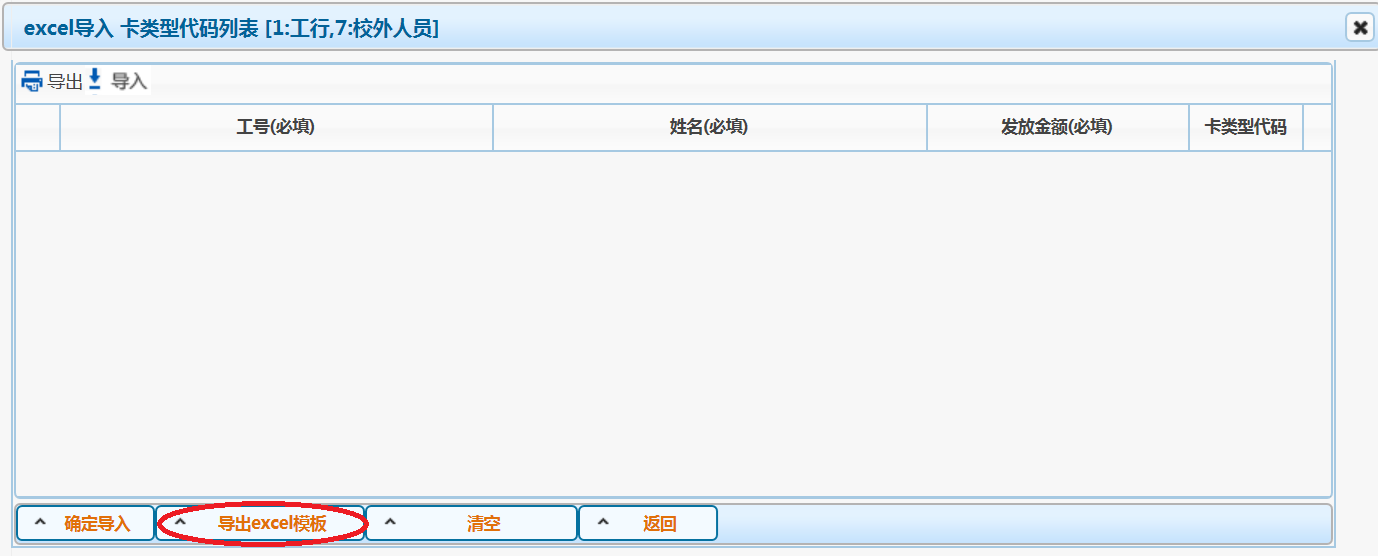 excel导入 卡类型代码列表 [1:工行,7:校外人员]
导出 导入
工号(必填) 姓名(必填) 发放金额(必填) 卡类型代码
确定导入 导出excel模板 清空 返回